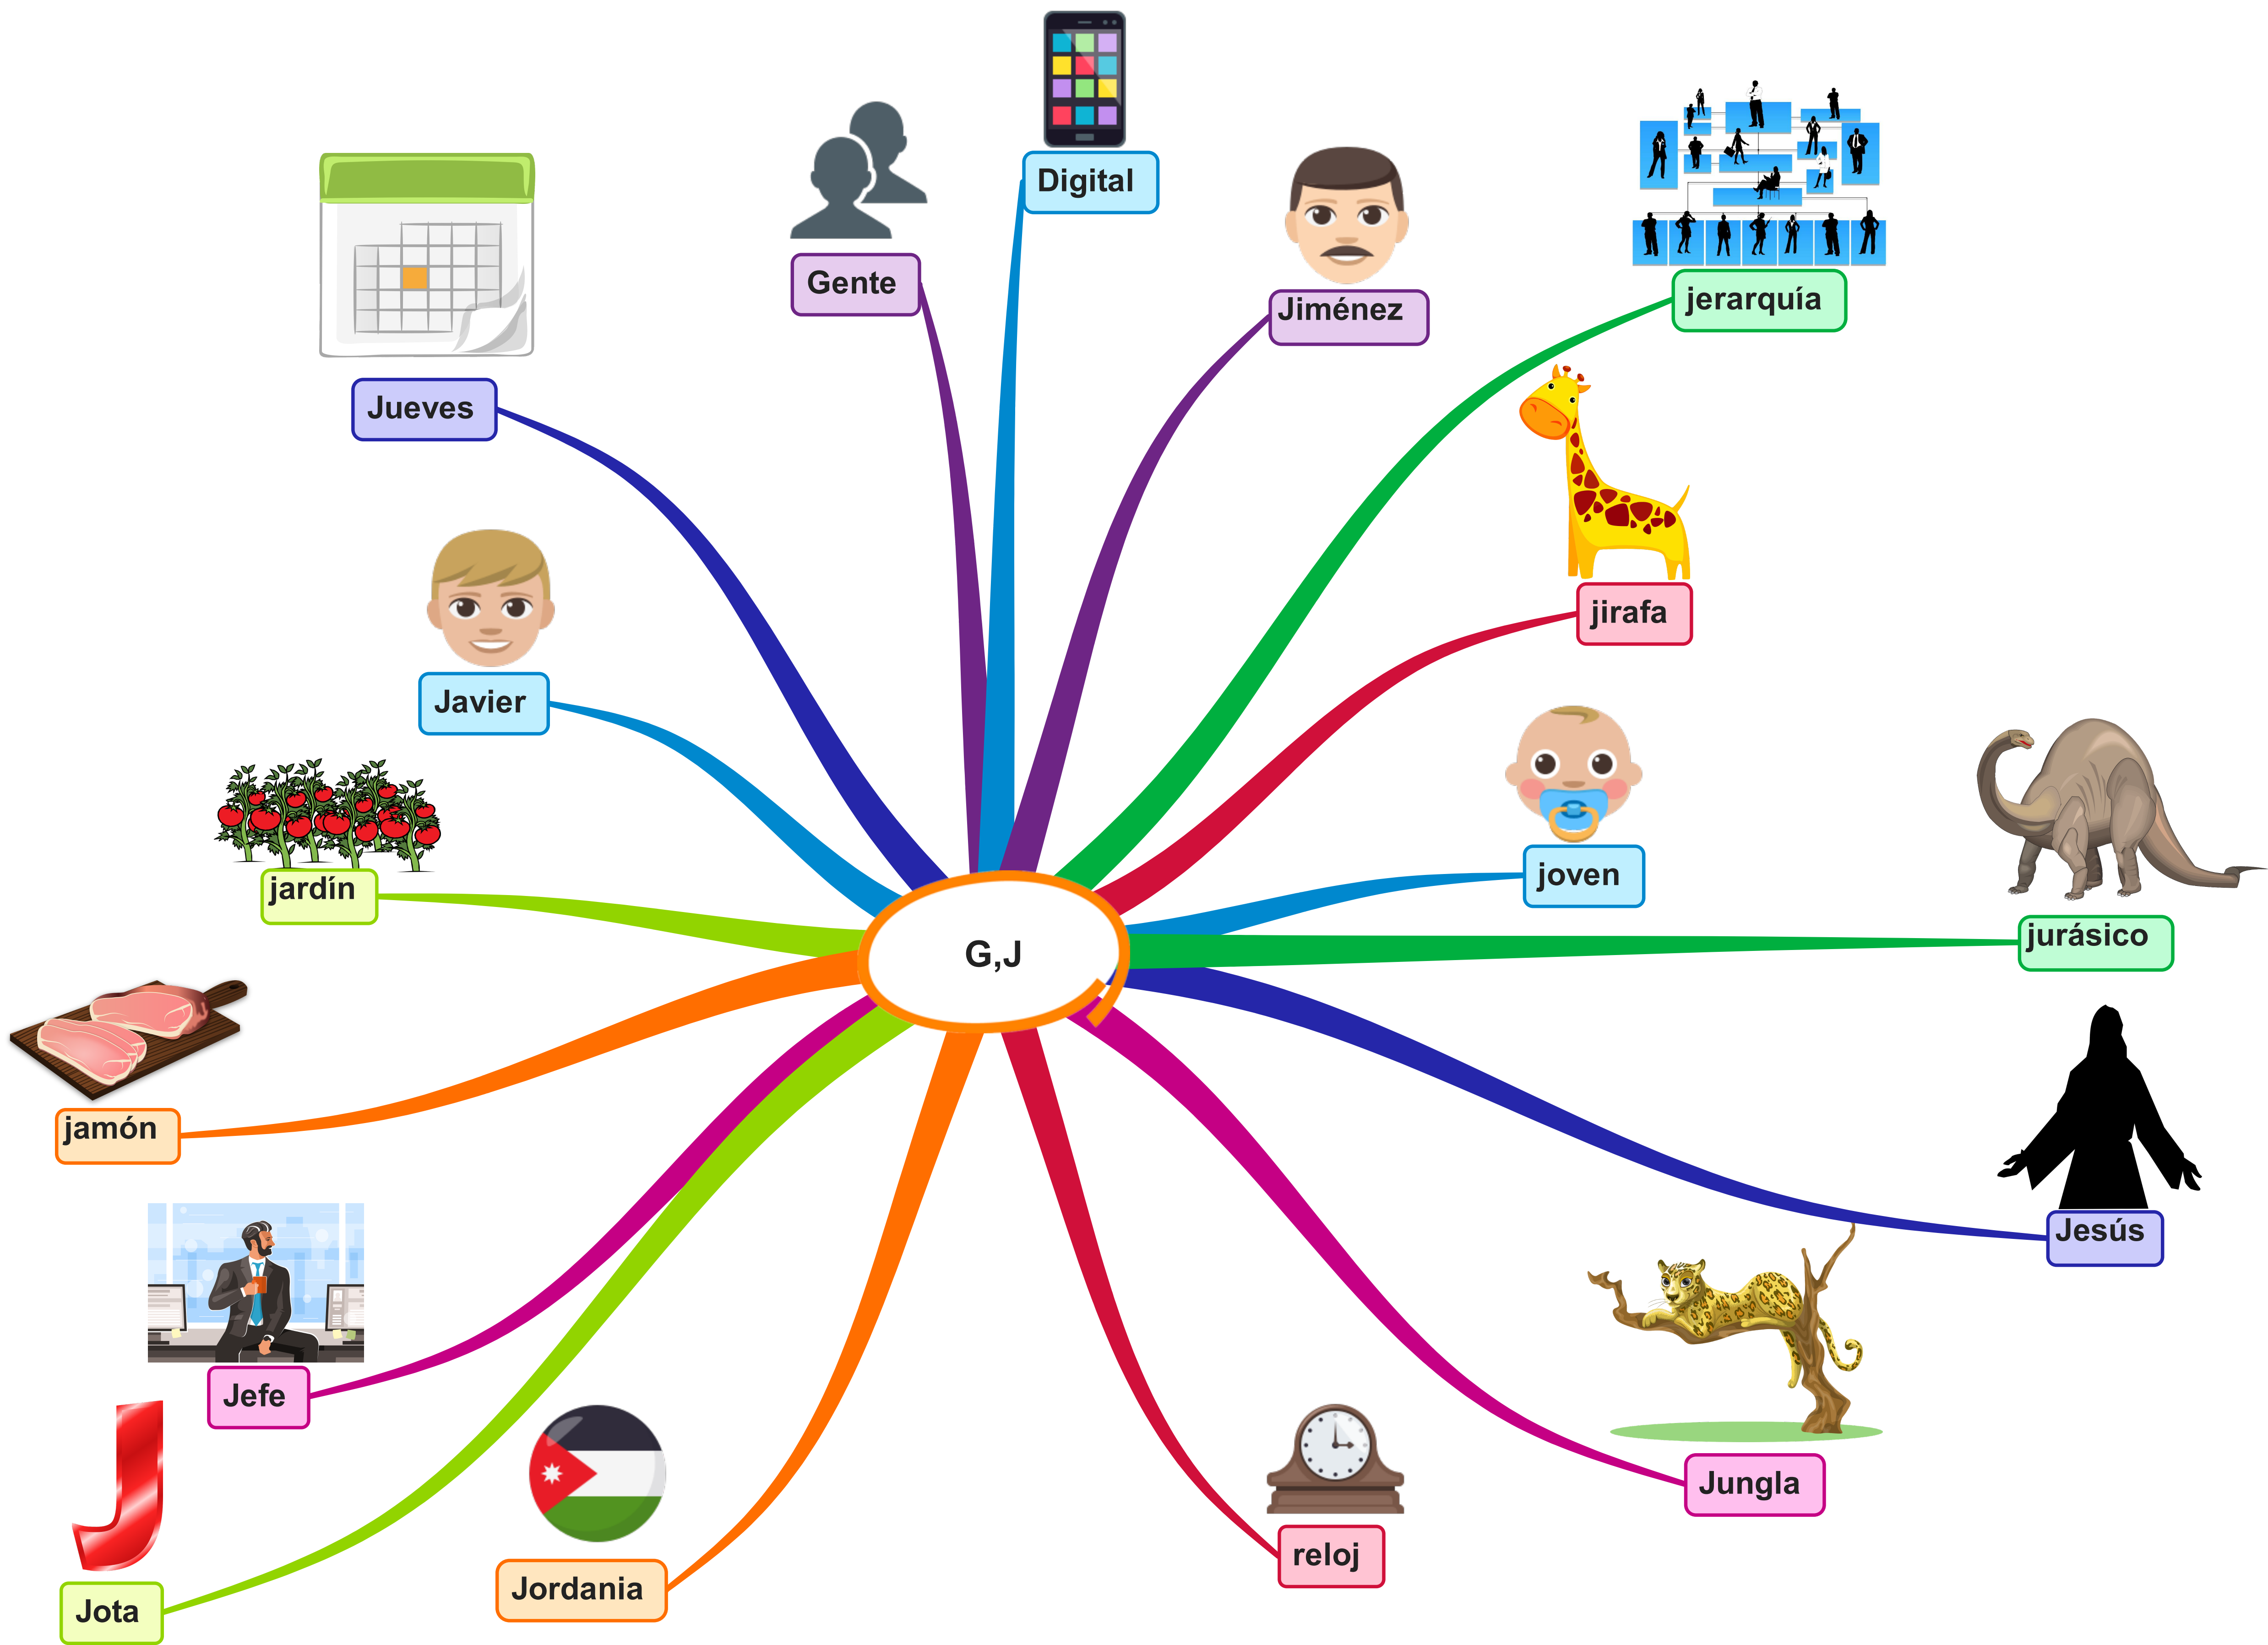 Digital
Gente
Jiménez
jerarquía
Jueves
jirafa
Javier
joven
jardín
jurásico
G,J
jamón
Jesús
Jefe
Jungla
reloj
Jordania
Jota